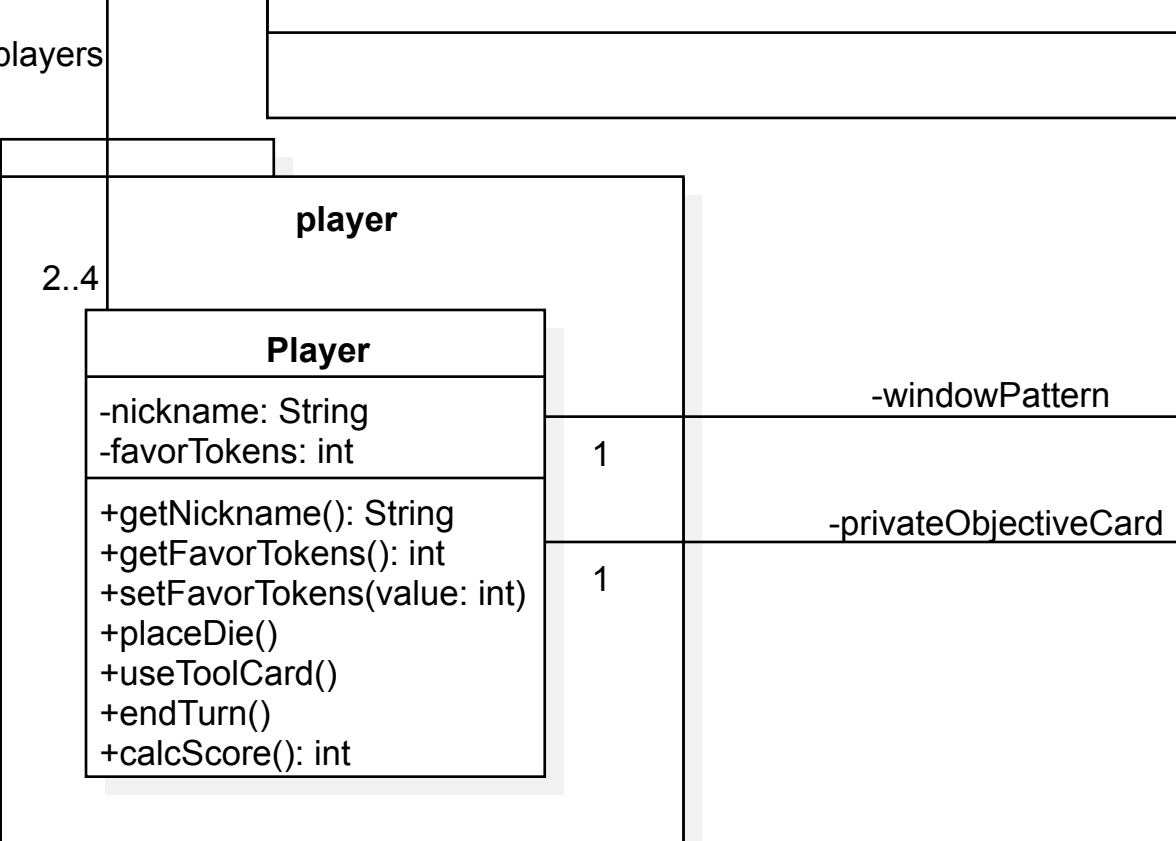 players
player
2..4
Player
-nickname: String
-favorTokens: int
+getNickname(): String
+getFavorTokens(): int
+setFavorTokens(value: int)
+placeDie()
+useToolCard()
+endTurn()
+calcScore(): int
-windowPattern
1
-privateObjectiveCard
1